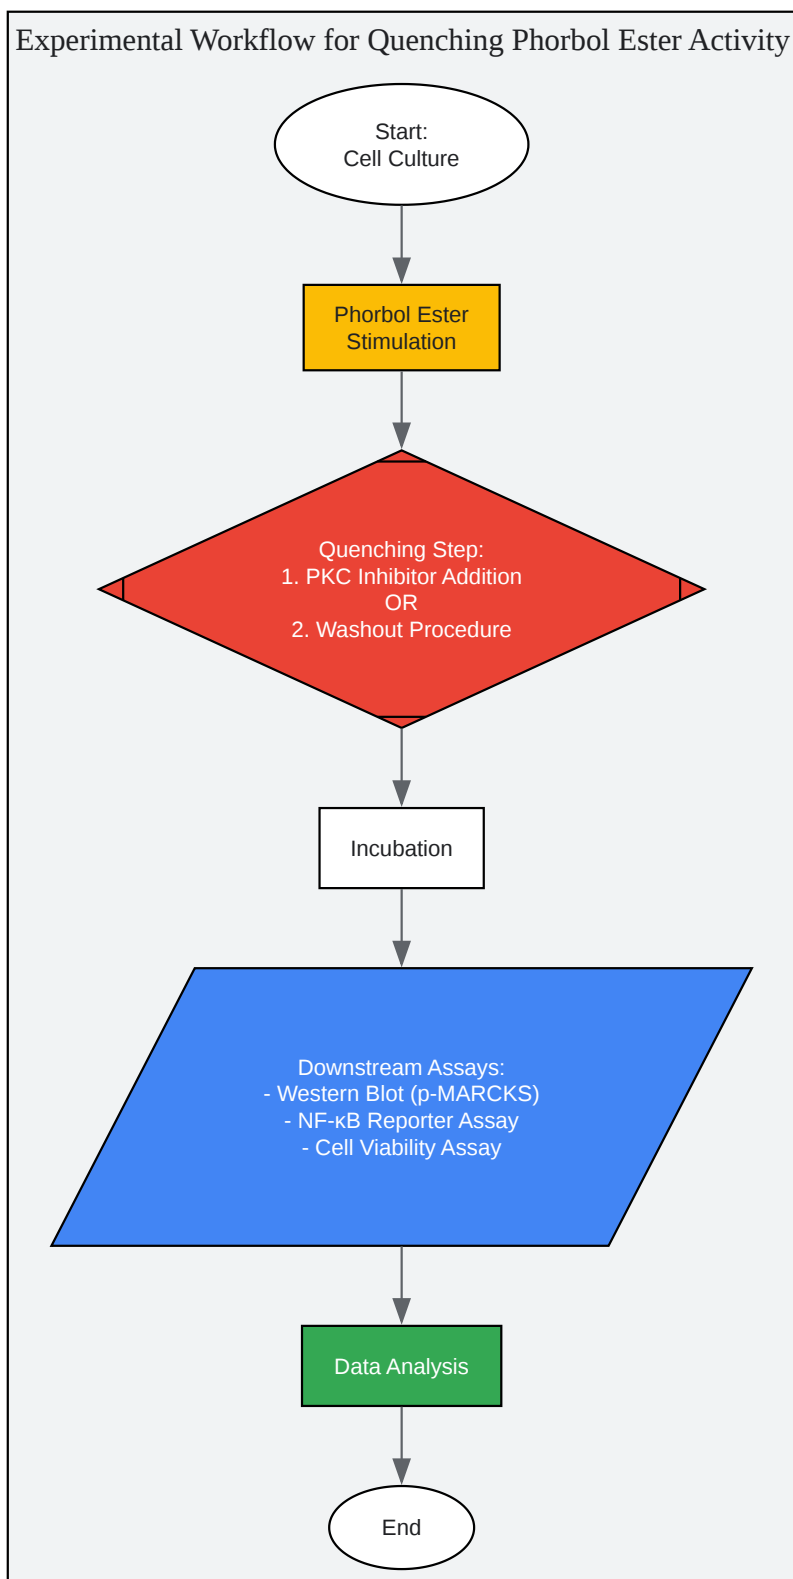 Experimental Workflow for Quenching Phorbol Ester Activity
Start:
Cell Culture
Phorbol Ester
Stimulation
Quenching Step:
1. PKC Inhibitor Addition
OR
2. Washout Procedure
Incubation
Downstream Assays:
- Western Blot (p-MARCKS)
- NF-κB Reporter Assay
- Cell Viability Assay
Data Analysis
End